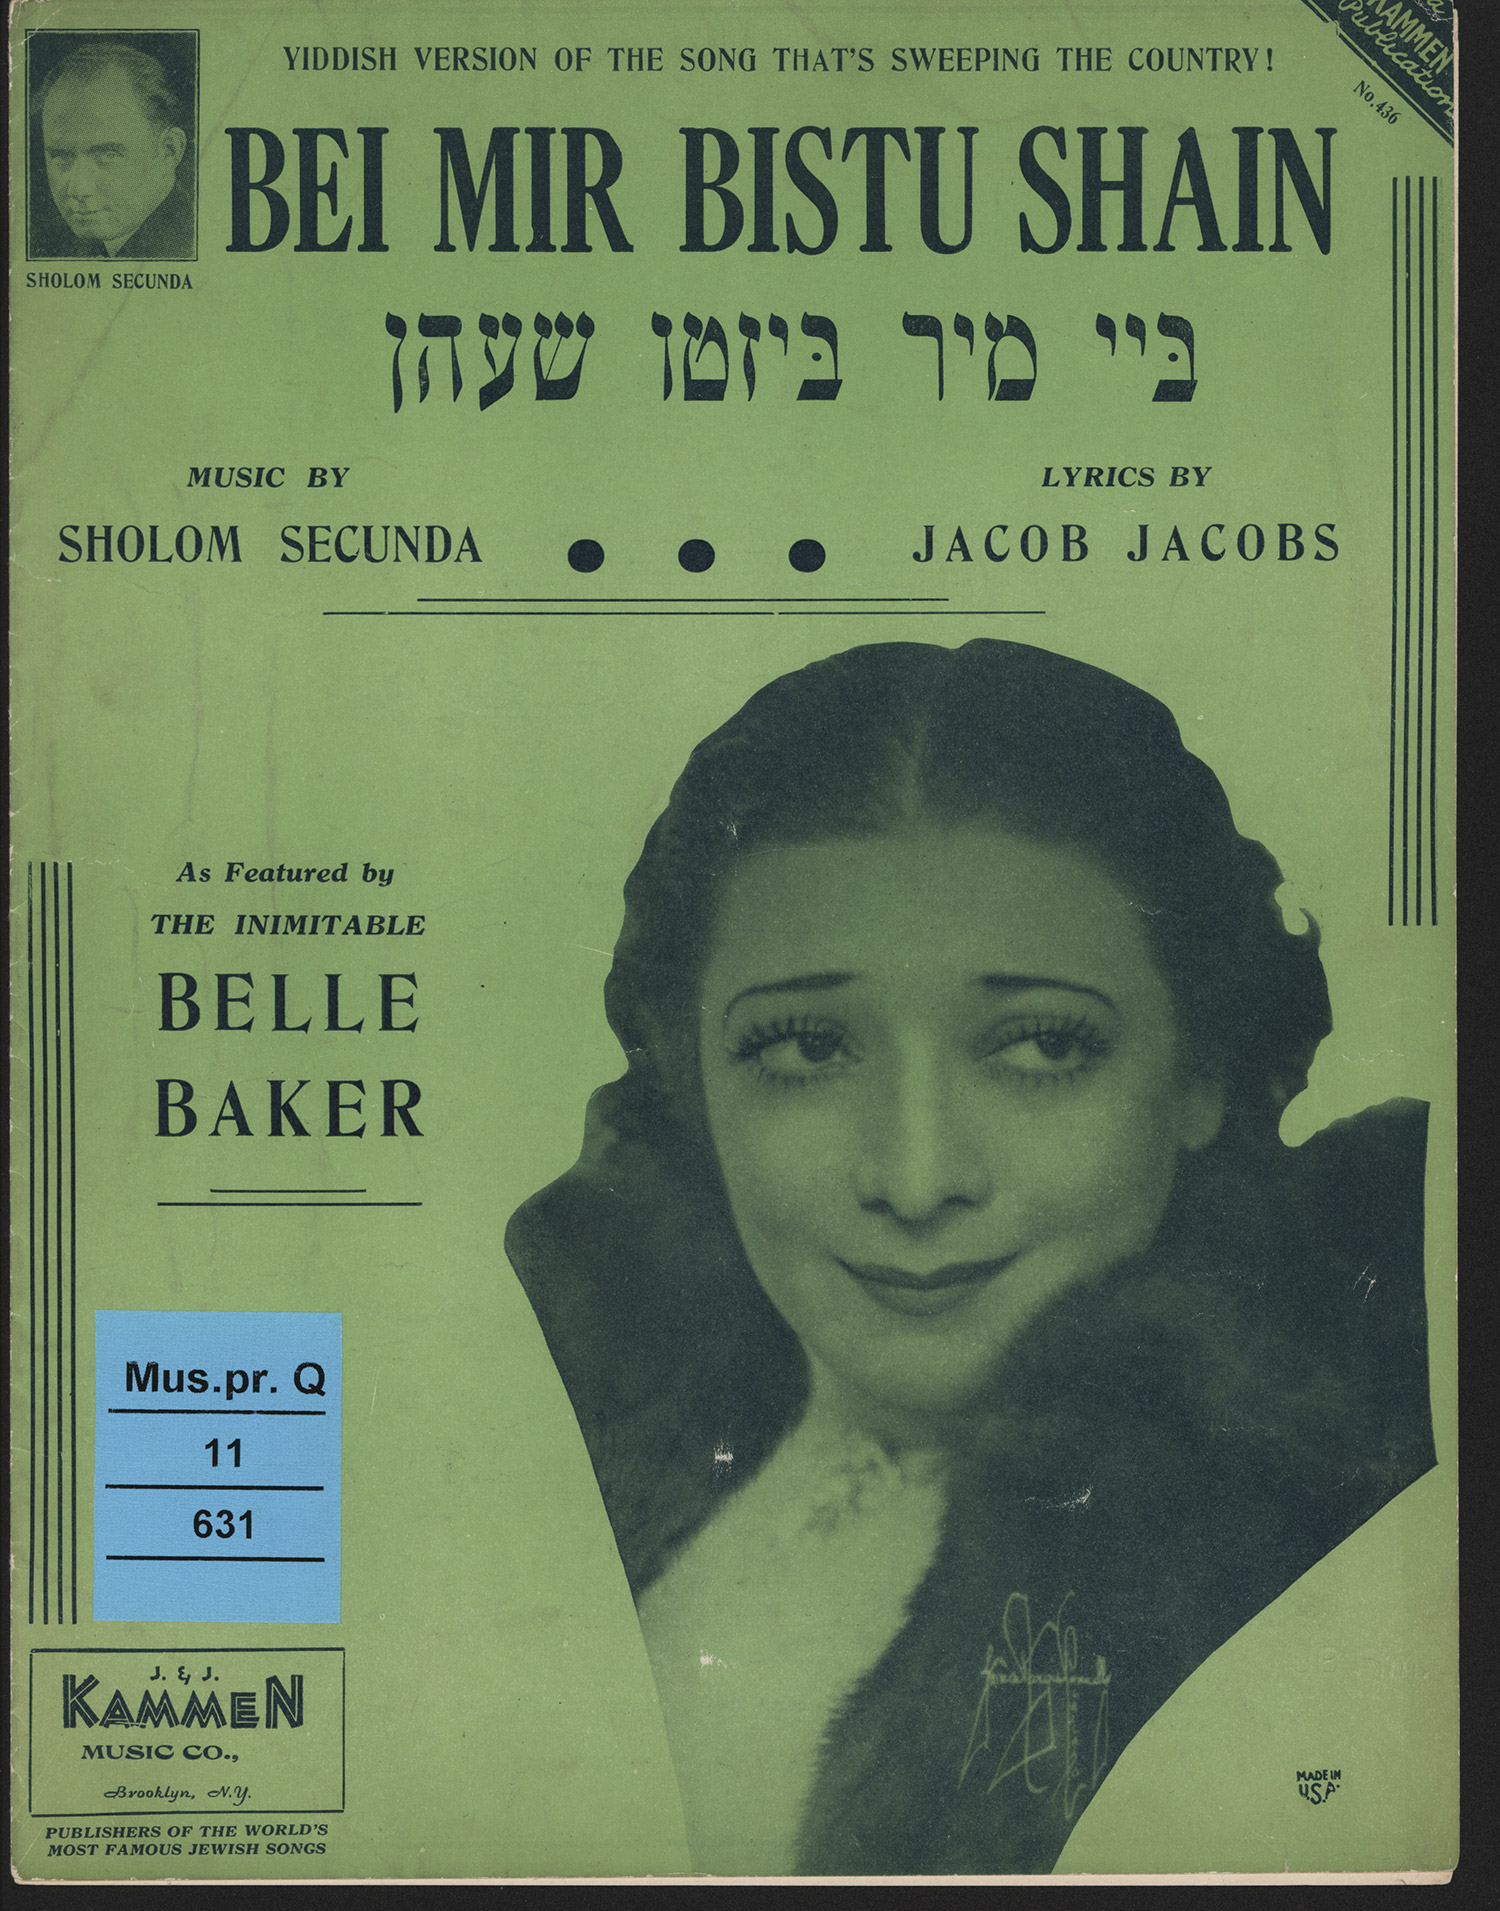 YIDDISH VERSION OF THE SONG THAT'S SWEEPING THE COUNTRY!
KAMMEN
Publication
No. 436
BEI MIR BISTU SHAIN
SHOLOM SECUNDA
בּיי מיר בּיזטו שעהן
MUSIC BY
SHOLOM SECUNDA
LYRICS BY
JACOB JACOBS
As Featured by
THE INIMITABLE
BELLE
BAKER
Mus.pr. Q
11
631
J. & J.
KAMMEN
MUSIC CO.,
Brooklyn, N.Y.
PUBLISHERS OF THE WORLD'S
MOST FAMOUS JEWISH SONGS
MADE IN
U.S.A.